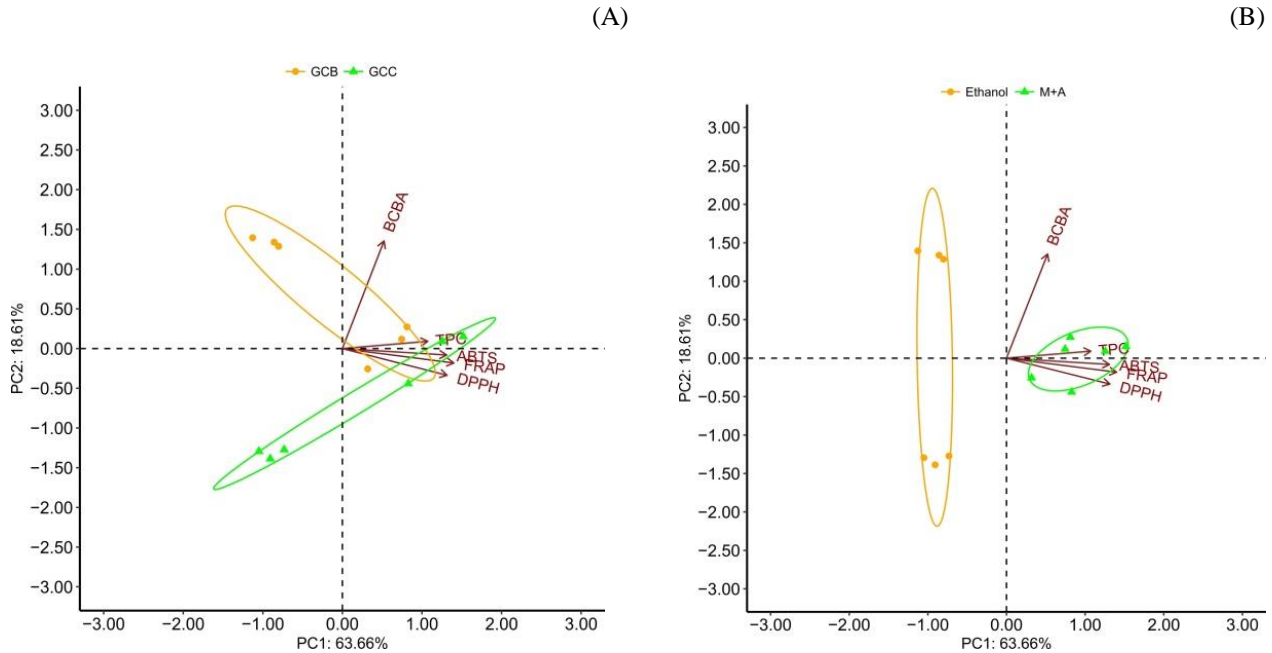 (A)
(B)
GCB GCC
3.00
2.50
2.00
1.50
1.00
0.50
0.00
−0.50
−1.00
−1.50
−2.00
−2.50
−3.00
PC2: 18.61%
BCBA
TPC
ABTS
FRAP
DPPH
−3.00 −2.00 −1.00 0.00 1.00 2.00 3.00
PC1: 63.66%
Ethanol M+A
3.00
2.50
2.00
1.50
1.00
0.50
0.00
−0.50
−1.00
−1.50
−2.00
−2.50
−3.00
PC2: 18.61%
BCBA
TPC
ABTS
FRAP
DPPH
−3.00 −2.00 −1.00 0.00 1.00 2.00 3.00
PC1: 63.66%